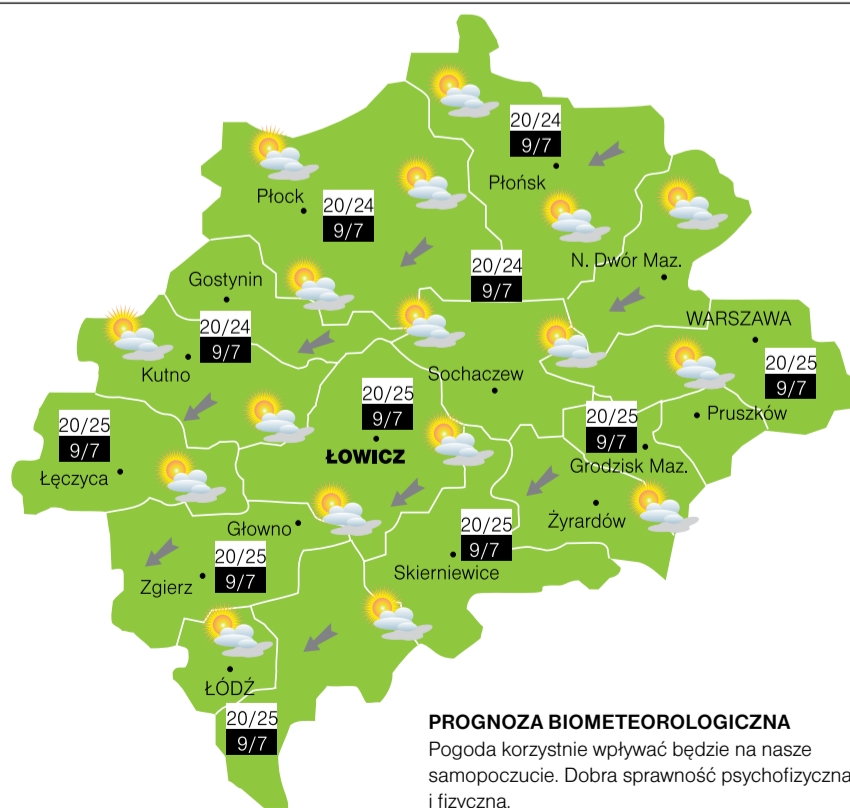 20/24
9/7
Płońsk
Płock
20/24
9/7
20/24
9/7
N. Dwór Maz.
Gostynin
20/24
9/7
Kutno
WARSZAWA
20/25
9/7
Sochaczew
20/25
9/7
ŁOWICZ
Pruszków
20/25
9/7
Grodzisk Maz.
20/25
9/7
Łęczyca
Żyrardów
Głowno
20/25
9/7
Skierniewice
20/25
9/7
Zgierz
ŁÓDŹ
20/25
9/7
PROGNOZA BIOMETEOROLOGICZNA
Pogoda korzystnie wpływać będzie na nasze
samopoczucie. Dobra sprawność psychofizyczna
i fizyczna.